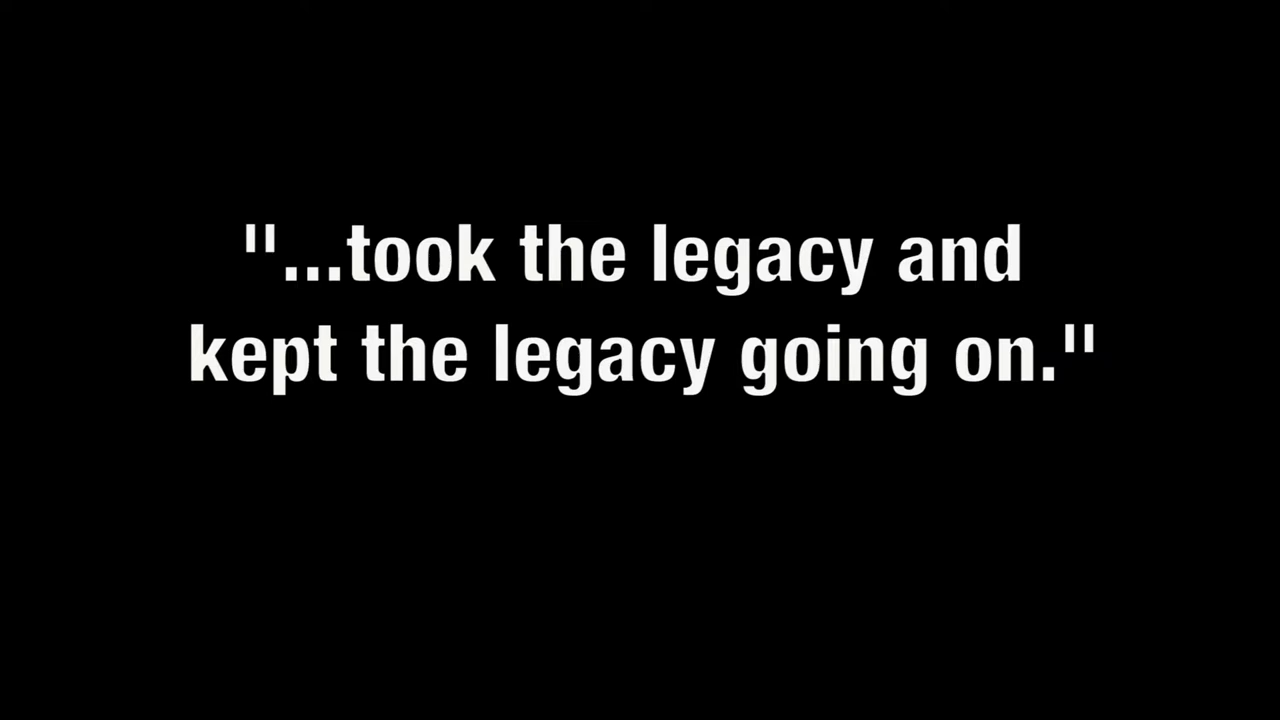 "...took the legacy and
kept the legacy going on."